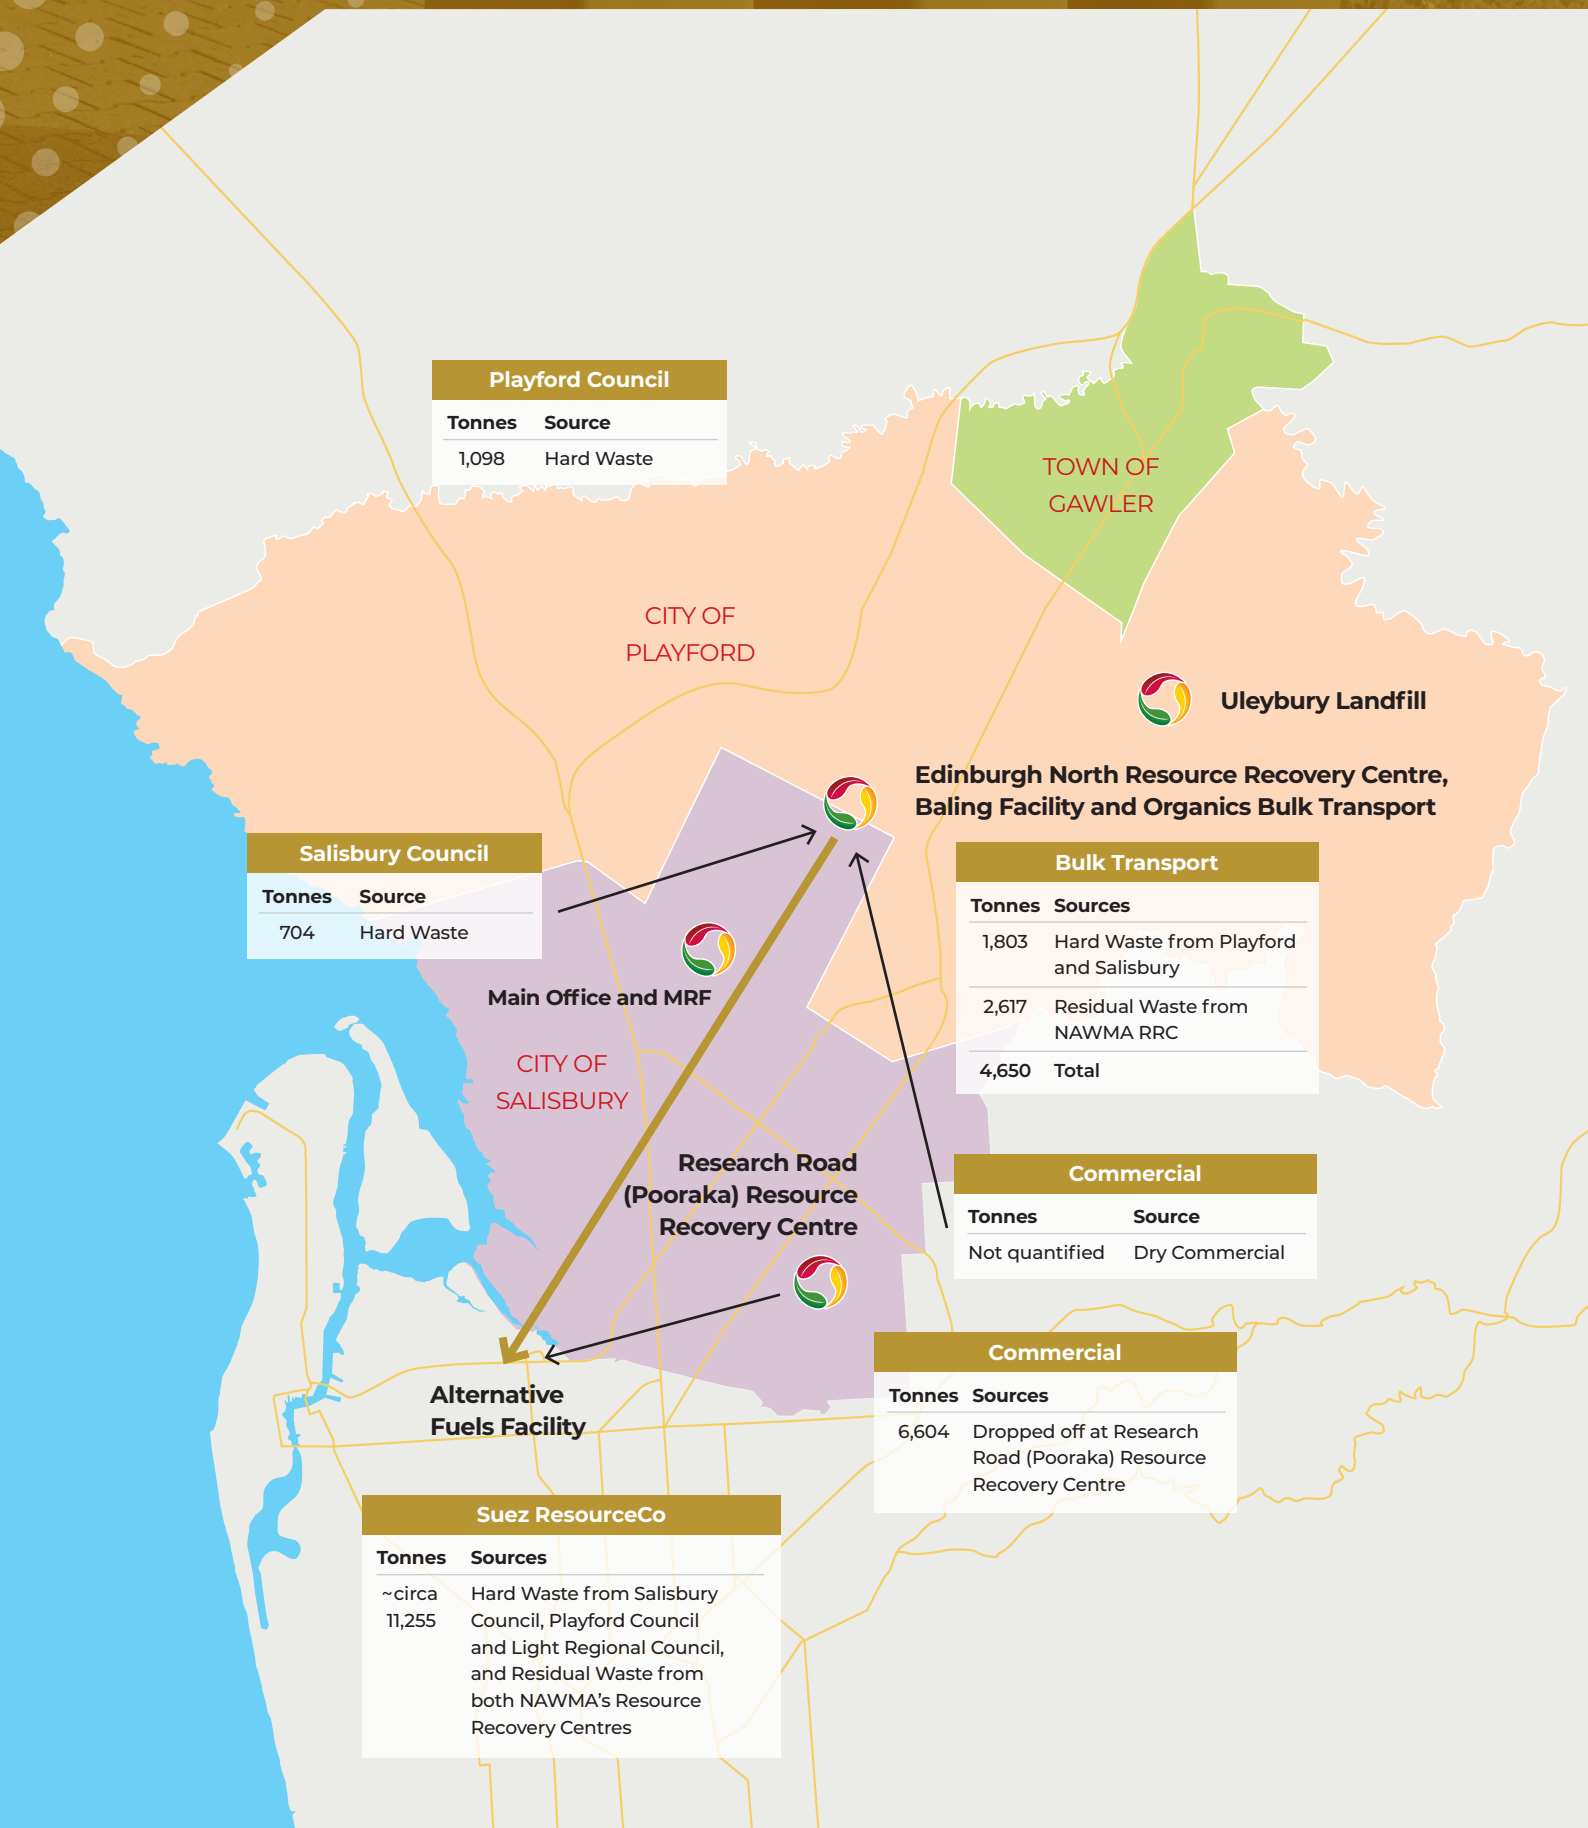 Playford Council
Tonnes Source
1,098 Hard Waste
TOWN OF
GAWLER
CITY OF
PLAYFORD
Uleybury Landfill
Edinburgh North Resource Recovery Centre,
Baling Facility and Organics Bulk Transport
Salisbury Council
Tonnes Source
704 Hard Waste
Bulk Transport
Tonnes Sources
1,803 Hard Waste from Playford
and Salisbury
2,617 Residual Waste from
NAWMA RRC
4,650 Total
Main Office and MRF
CITY OF
SALISBURY
Research Road
(Pooraka) Resource
Recovery Centre
Commercial
Tonnes Source
Not quantified Dry Commercial
Alternative
Fuels Facility
Commercial
Tonnes Sources
6,604 Dropped off at Research
Road (Pooraka) Resource
Recovery Centre
Suez ResourceCo
Tonnes Sources
~circa Hard Waste from Salisbury
11,255 Council, Playford Council
and Light Regional Council,
and Residual Waste from
both NAWMA’s Resource
Recovery Centres